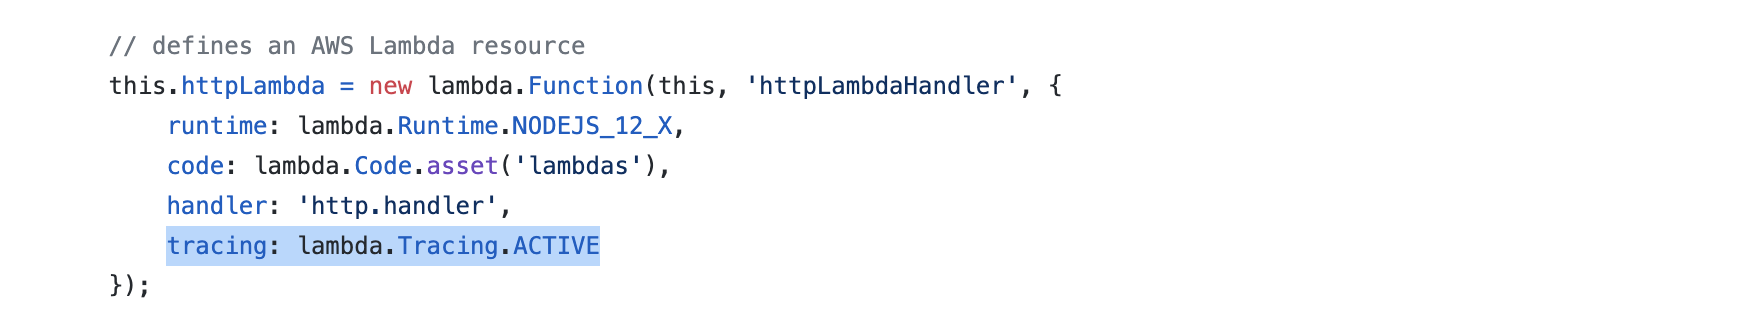 // defines an AWS Lambda resource
this.httpLambda = new lambda.Function(this, 'httpLambdaHandler', {
    runtime: lambda.Runtime.NODEJS_12_X,
    code: lambda.Code.asset('lambdas'),
    handler: 'http.handler',
    tracing: lambda.Tracing.ACTIVE
});